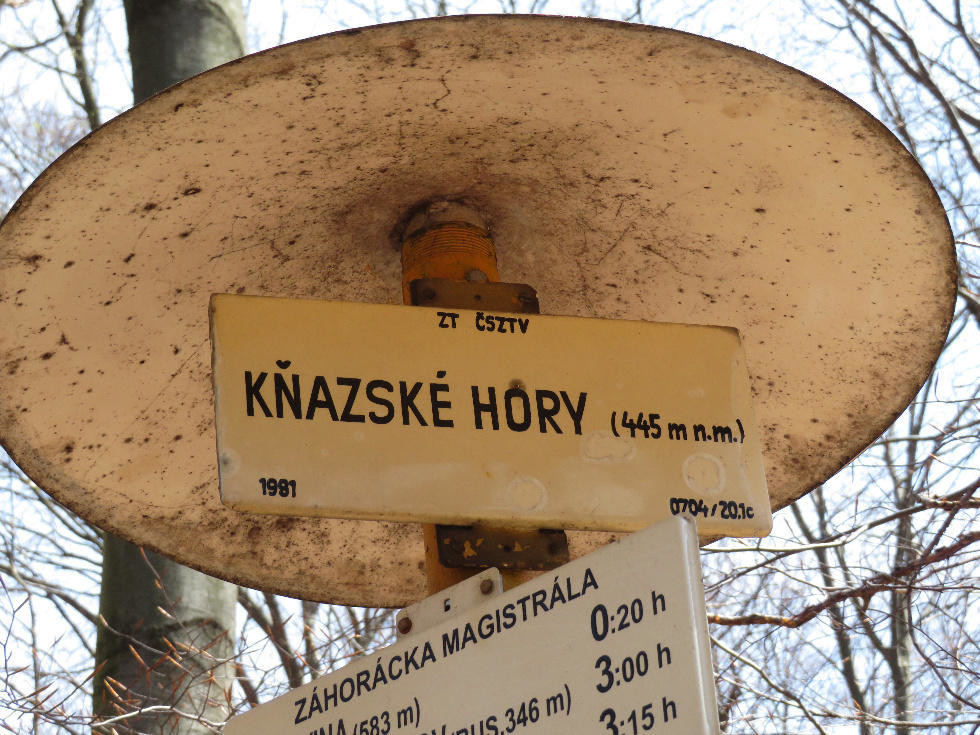 ZT ČSZTV
KŇAZSKÉ HORY (445 m n.m.)
1981 0704/20.1c
ZÁHORÁCKA MAGISTRÁLA
0:20 h
(583 m) 3:00 h
BUS. 346 m) 3:15 h